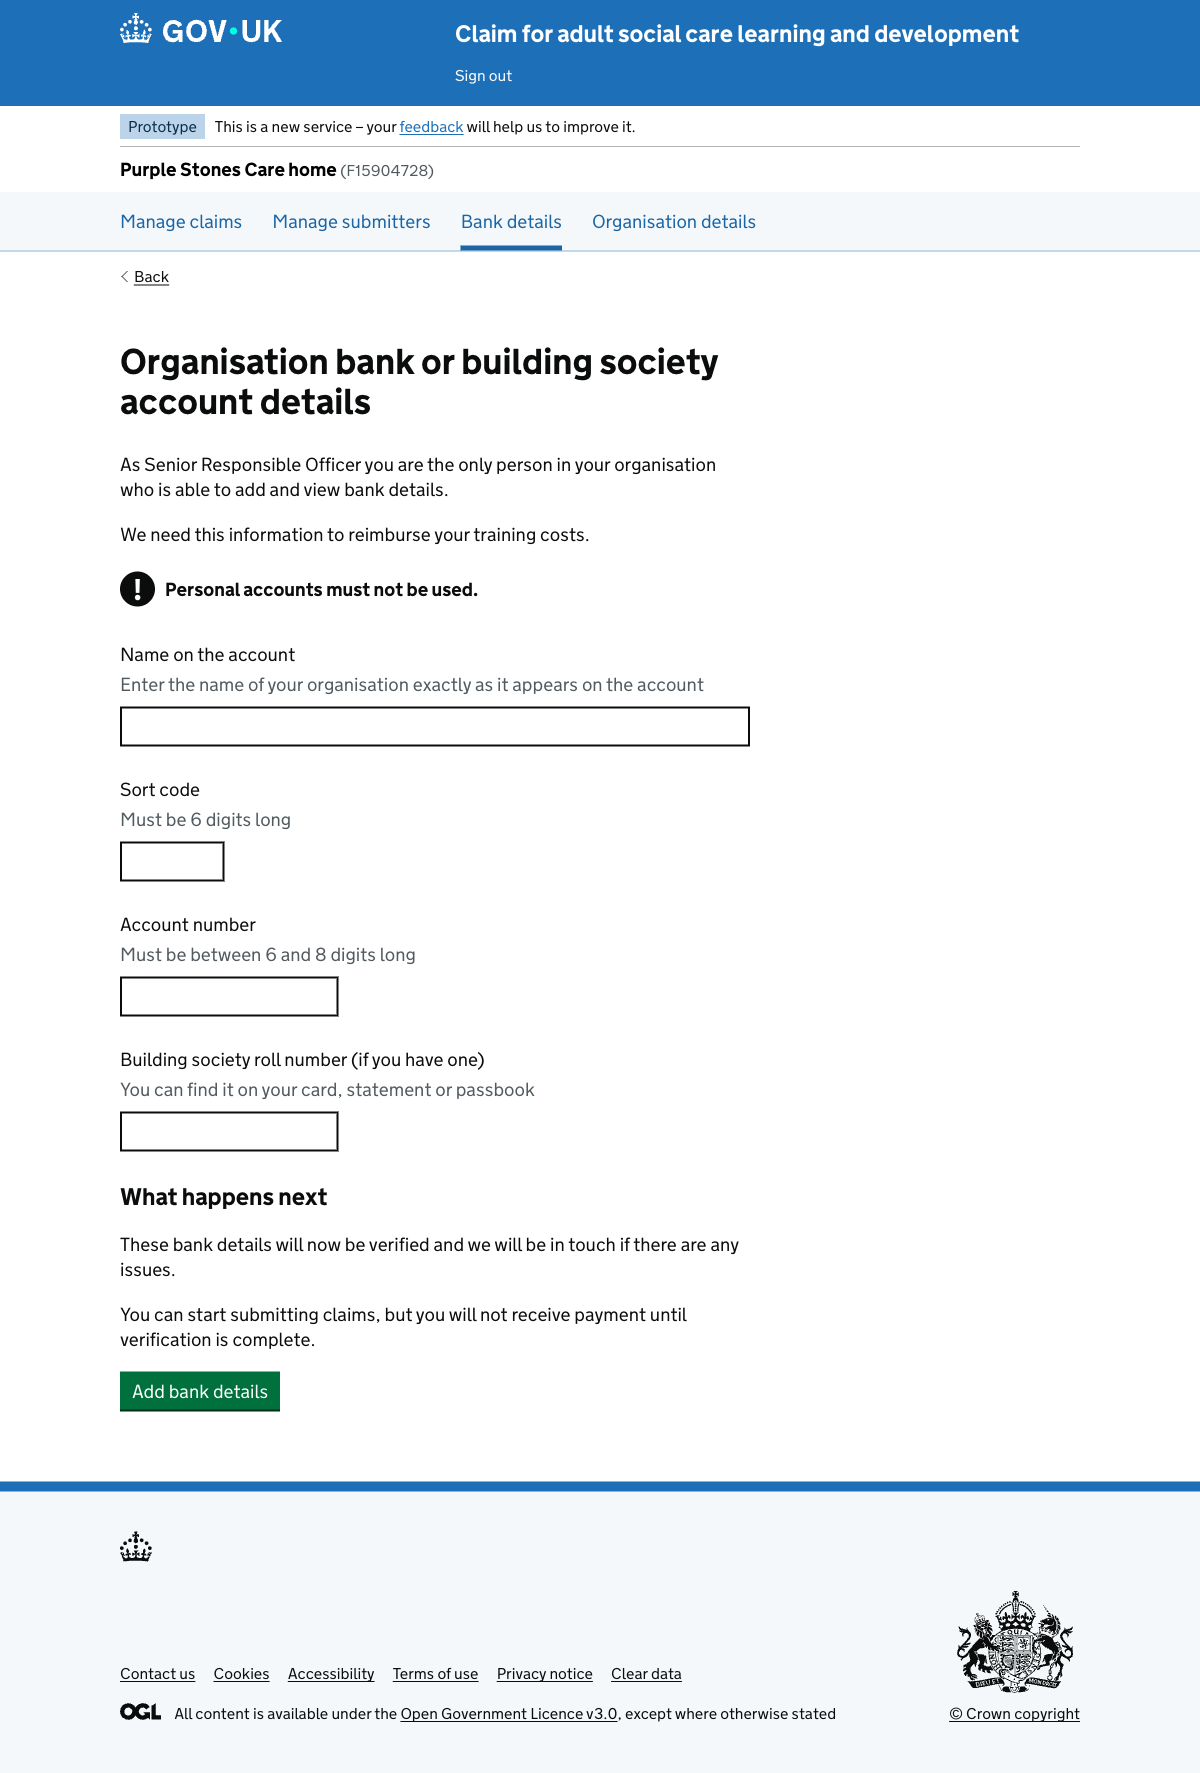 GOV·UK
Claim for adult social care learning and development
Sign out
Prototype This is a new service – your feedback will help us to improve it.
Purple Stones Care home (F15904728)
Manage claims Manage submitters Bank details Organisation details
Back
Organisation bank or building society
account details
As Senior Responsible Officer you are the only person in your organisation
who is able to add and view bank details.
We need this information to reimburse your training costs.
! Personal accounts must not be used.
Name on the account
Enter the name of your organisation exactly as it appears on the account
Sort code
Must be 6 digits long
Account number
Must be between 6 and 8 digits long
Building society roll number (if you have one)
You can find it on your card, statement or passbook
What happens next
These bank details will now be verified and we will be in touch if there are any
issues.
You can start submitting claims, but you will not receive payment until
verification is complete.
Add bank details
Contact us Cookies Accessibility Terms of use Privacy notice Clear data
OGL All content is available under the Open Government Licence v3.0, except where otherwise stated
© Crown copyright